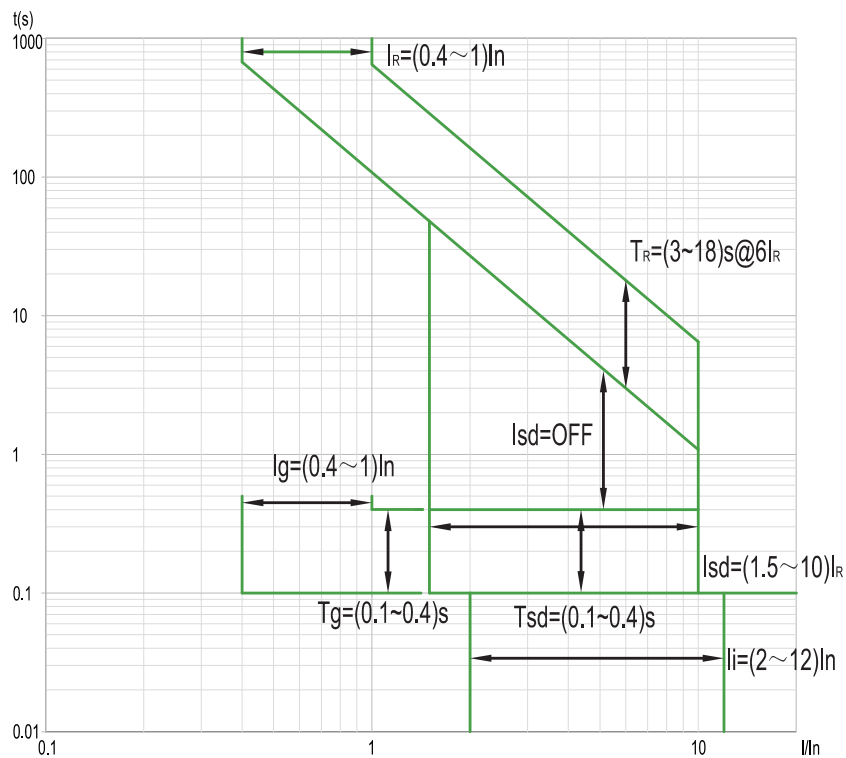 t(s)
1000
IR=(0.4～1)In
100
TR=(3~18)s@6IR
10
Isd=OFF
1
Ig=(0.4～1)In
0.1
Isd=(1.5～10)IR
Tg=(0.1~0.4)s
Tsd=(0.1~0.4)s
Ii=(2～12)In
0.01
0.1
1
10
I/In